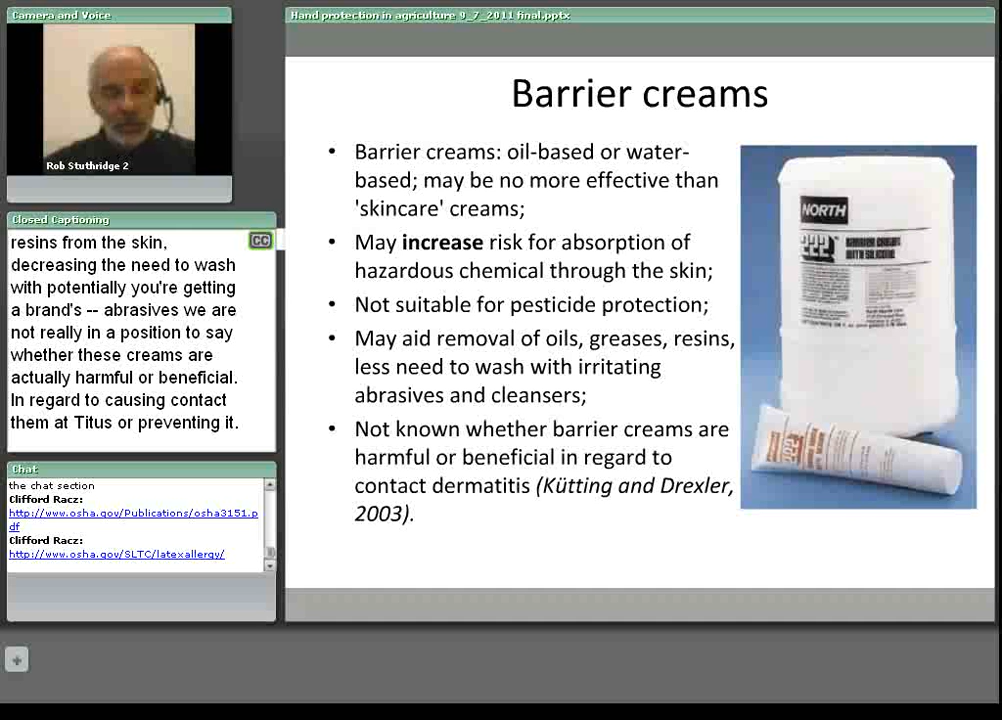 Camera and Voice
Rob Stuthridge 2
Closed Captioning
CC
resins from the skin,
decreasing the need to wash
with potentially you're getting
a brand's -- abrasives we are
not really in a position to say
whether these creams are
actually harmful or beneficial.
In regard to causing contact
them at Titus or preventing it.
Chat
the chat section
Clifford Racz:
http://www.osha.gov/Publications/osha3151.p
df
Clifford Racz:
http://www.osha.gov/SLTC/latexallergy/
Hand protection in agriculture 9_7_2011 final.pptx
Barrier creams
• Barrier creams: oil-based or water-
based; may be no more effective than
'skincare' creams;
• May increase risk for absorption of
hazardous chemical through the skin;
• Not suitable for pesticide protection;
• May aid removal of oils, greases, resins,
less need to wash with irritating
abrasives and cleansers;
• Not known whether barrier creams are
harmful or beneficial in regard to
contact dermatitis (Kütting and Drexler,
2003).
NORTH
222
BARRIER CREAM
WITH SILICONE